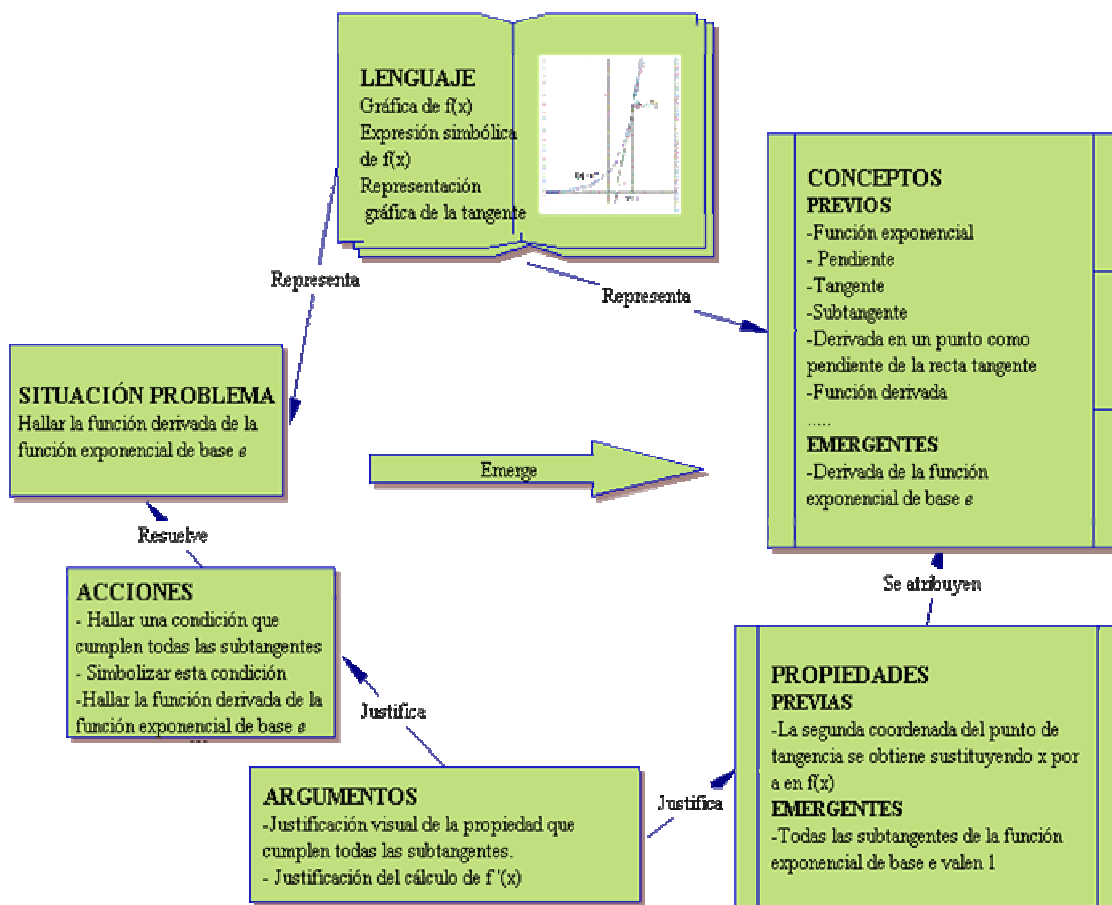 LENGUAJE
Gráfica de f(x)
Expresión simbólica
de f(x)
Representación
gráfica de la tangente
Representa
Representa
CONCEPTOS
PREVIOS
-Función exponencial
- Pendiente
-Tangente
-Subtangente
-Derivada en un punto como
pendiente de la recta tangente
-Función derivada
.....
EMERGENTES
-Derivada de la función
exponencial de base e
SITUACIÓN PROBLEMA
Hallar la función derivada de la
función exponencial de base e
Emerge
Resuelve
ACCIONES
- Hallar una condición que
cumplen todas las subtangentes
- Simbolizar esta condición
-Hallar la función derivada de la
función exponencial de base e
...
Se atribuyen
Justifica
PROPIEDADES
PREVIAS
-La segunda coordenada del punto de
tangencia se obtiene sustituyendo x por
a en f(x)
EMERGENTES
-Todas las subtangentes de la función
exponencial de base e valen 1
Justifica
ARGUMENTOS
-Justificación visual de la propiedad que
cumplen todas las subtangentes.
- Justificación del cálculo de f '(x)